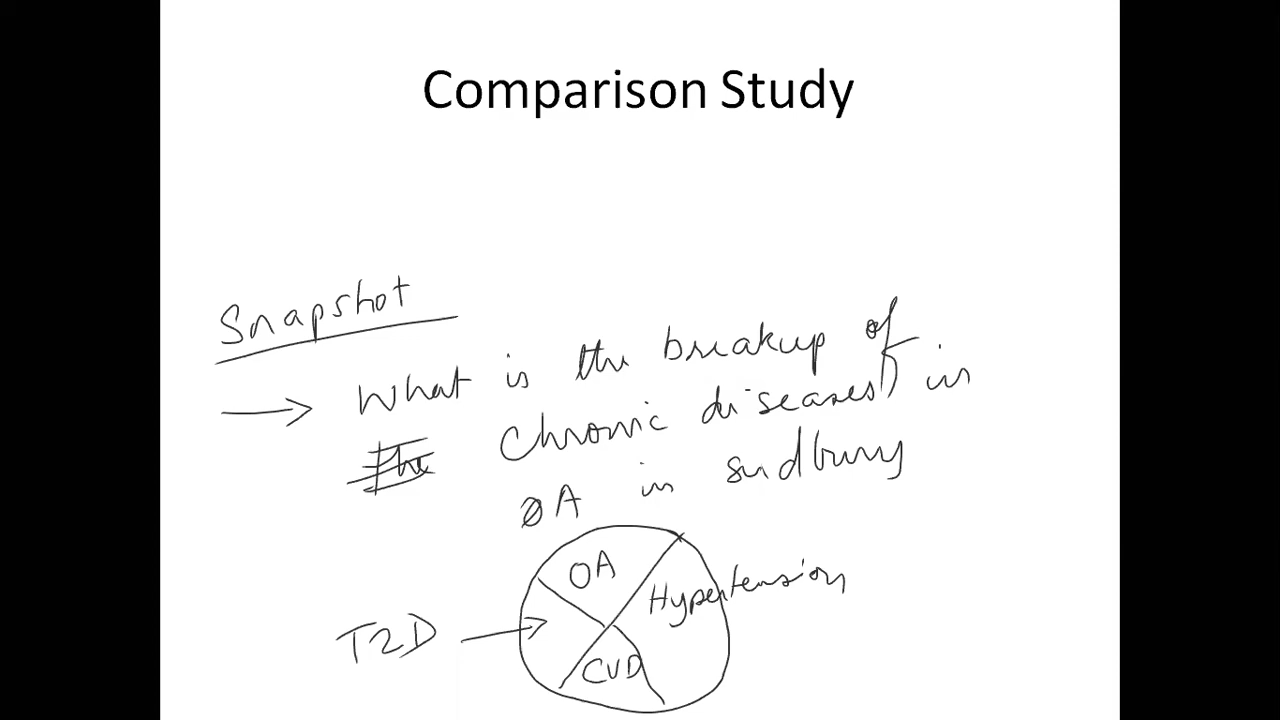 Comparison Study
Snapshot
What is the breakup of
chronic diseases in
OA in sudbury
OA
Hypertension
T2D
CVD